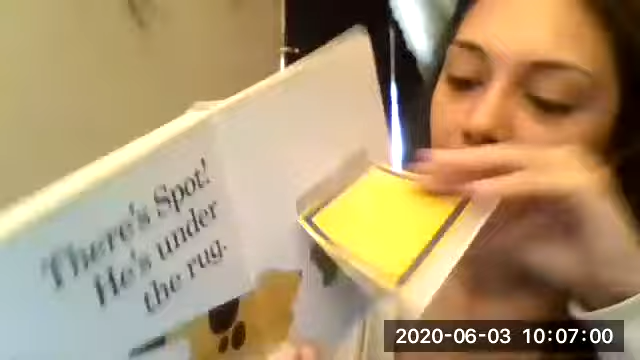 There's Spot!
He's under
the rug.
2020-06-03 10:07:00